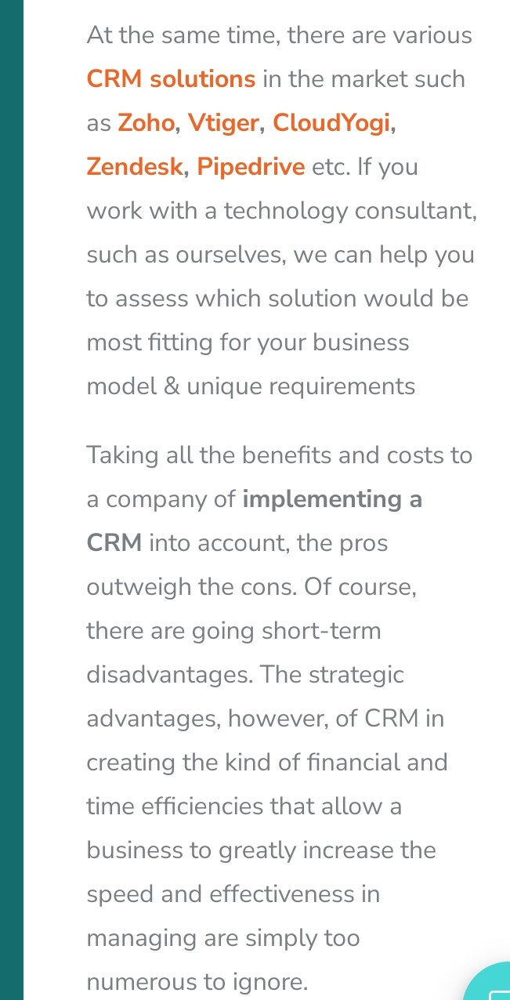 At the same time, there are various
CRM solutions in the market such
as Zoho, Vtiger, CloudYogi,
Zendesk, Pipedrive etc. If you
work with a technology consultant,
such as ourselves, we can help you
to assess which solution would be
most fitting for your business
model & unique requirements
Taking all the benefits and costs to
a company of implementing a
CRM into account, the pros
outweigh the cons. Of course,
there are going short-term
disadvantages. The strategic
advantages, however, of CRM in
creating the kind of financial and
time efficiencies that allow a
business to greatly increase the
speed and effectiveness in
managing are simply too
numerous to ignore.